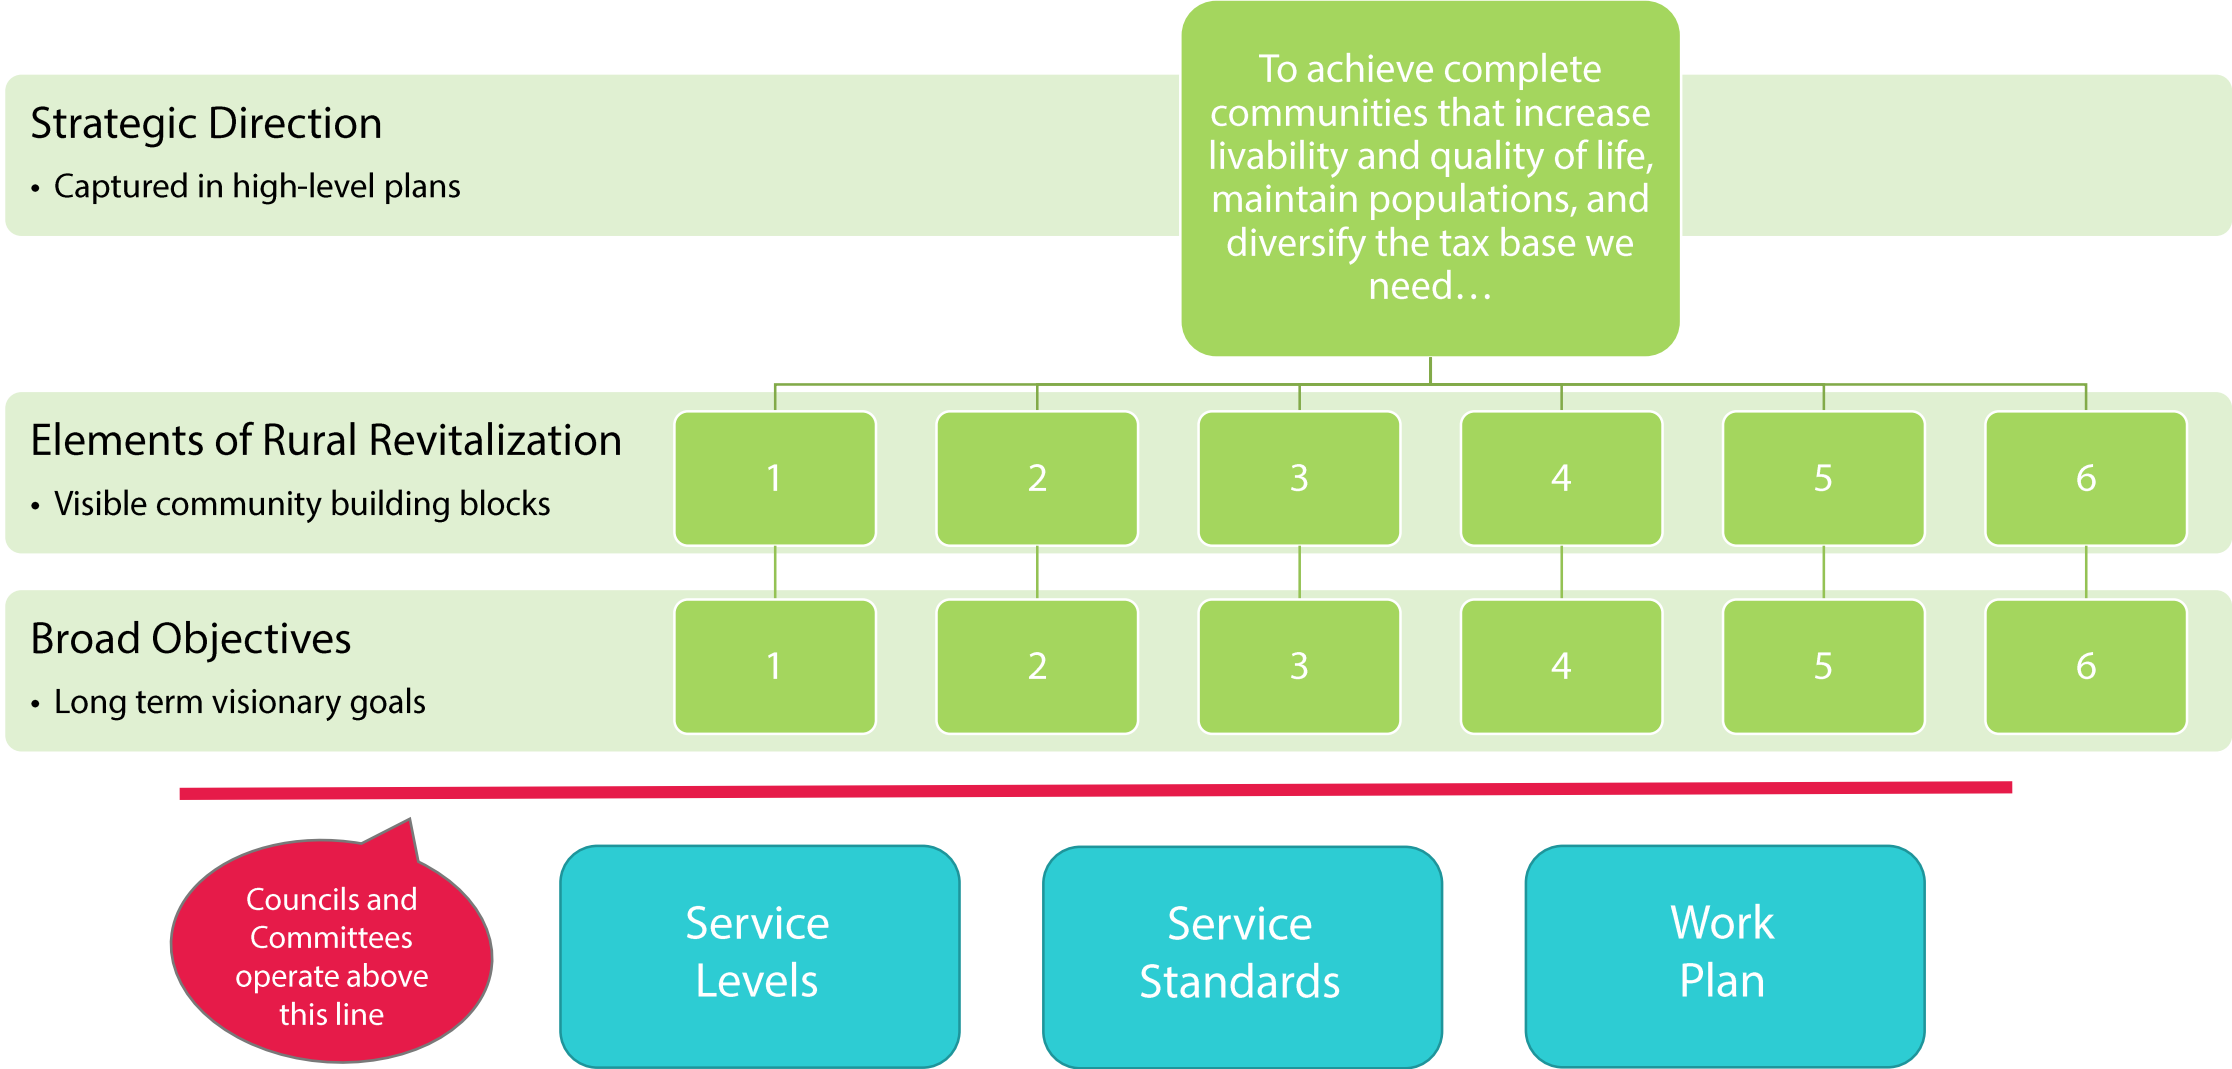 To achieve complete
communities that increase
livability and quality of life,
maintain populations, and
diversify the tax base we
need…
Strategic Direction
• Captured in high-level plans
Elements of Rural Revitalization
• Visible community building blocks
1
2
3
4
5
6
Broad Objectives
• Long term visionary goals
1
2
3
4
5
6
Councils and
Committees
operate above
this line
Service
Levels
Service
Standards
Work
Plan